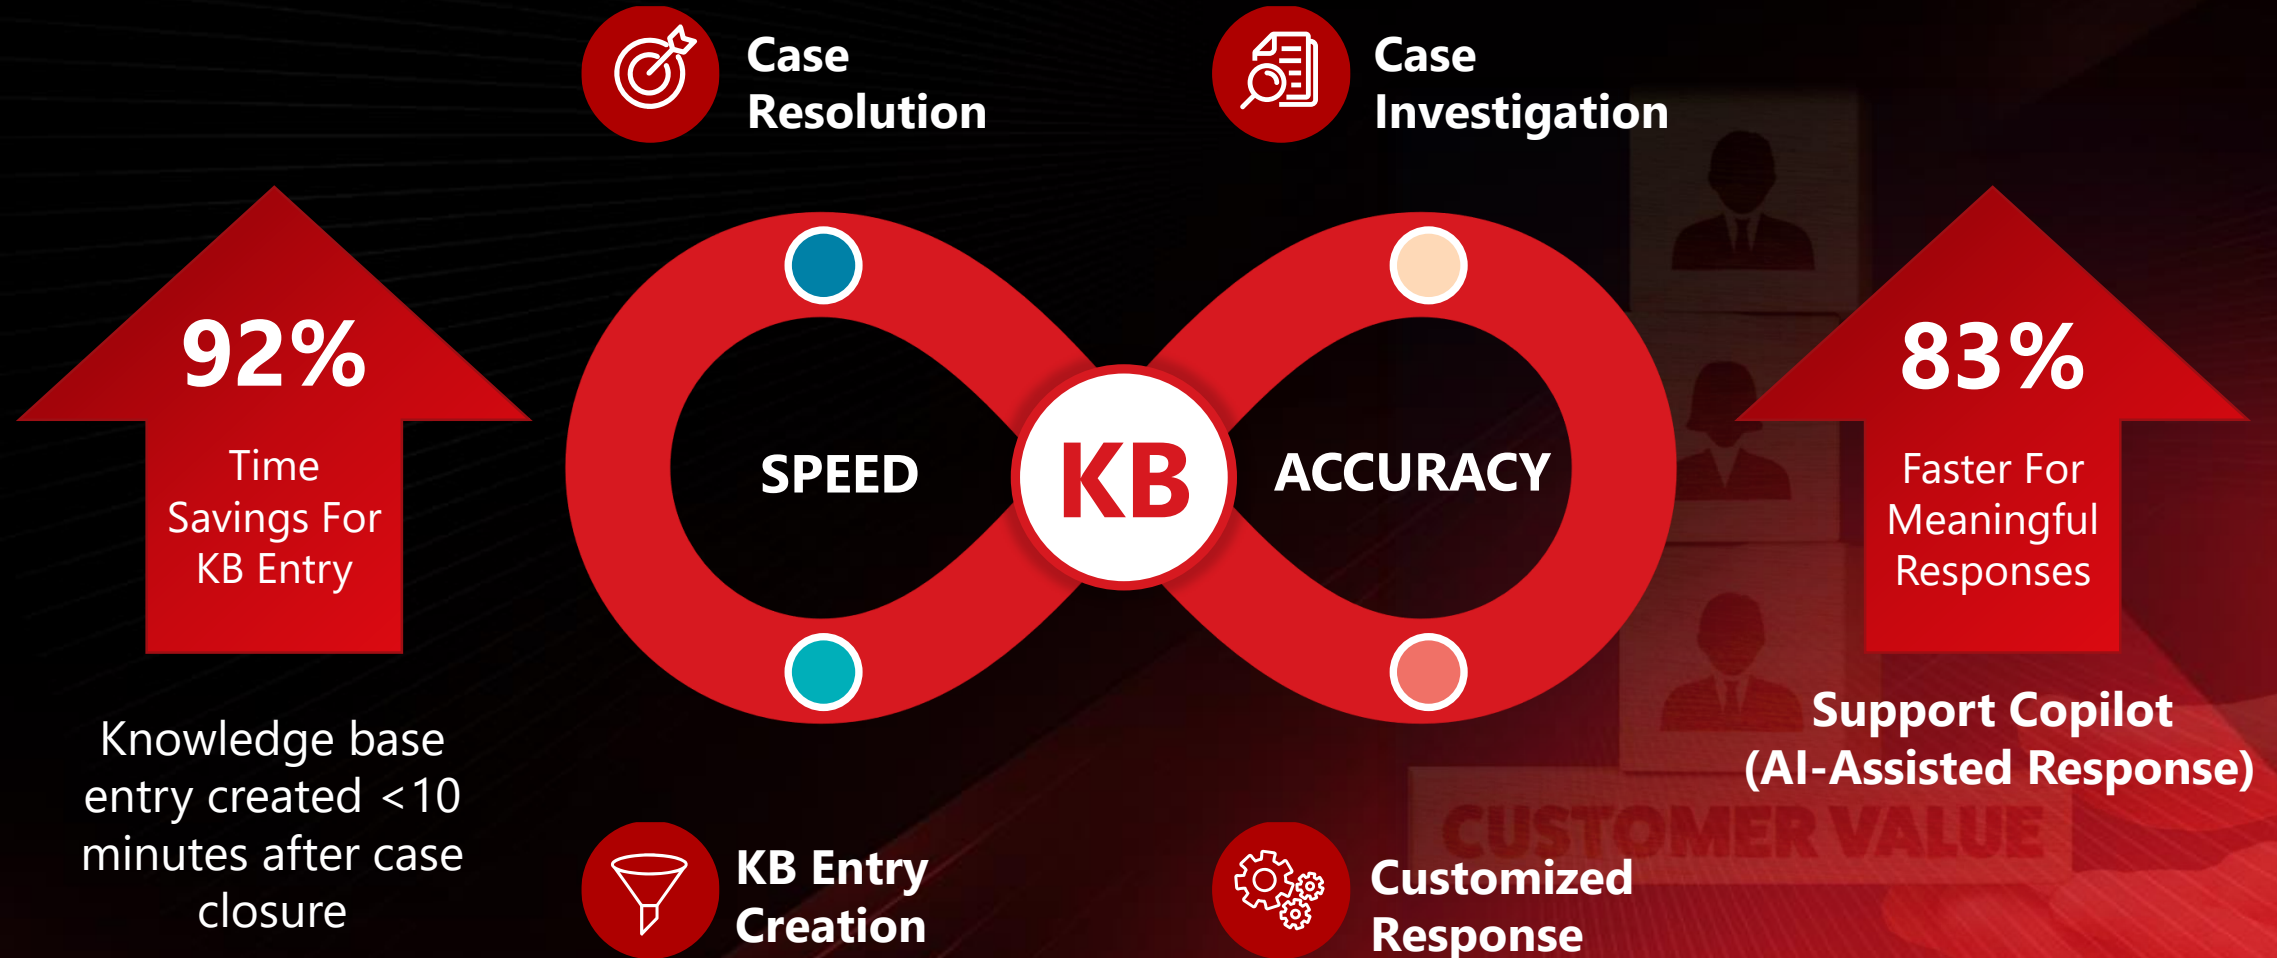 Case
Resolution
Case
Investigation
92%
Time
Savings For
KB Entry
SPEED
KB
ACCURACY
83%
Faster For
Meaningful
Responses
Knowledge base
entry created <10
minutes after case
closure
Support Copilot
(AI-Assisted Response)
CUSTOMER VALUE
KB Entry
Creation
Customized
Response